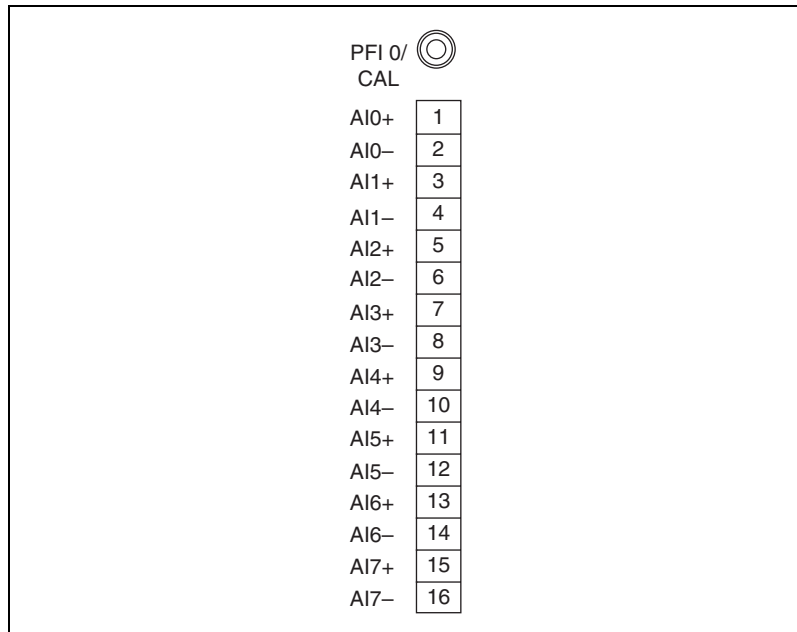 PFI 0/
CAL
AI0+ 1
AI0– 2
AI1+ 3
AI1– 4
AI2+ 5
AI2– 6
AI3+ 7
AI3– 8
AI4+ 9
AI4– 10
AI5+ 11
AI5– 12
AI6+ 13
AI6– 14
AI7+ 15
AI7– 16